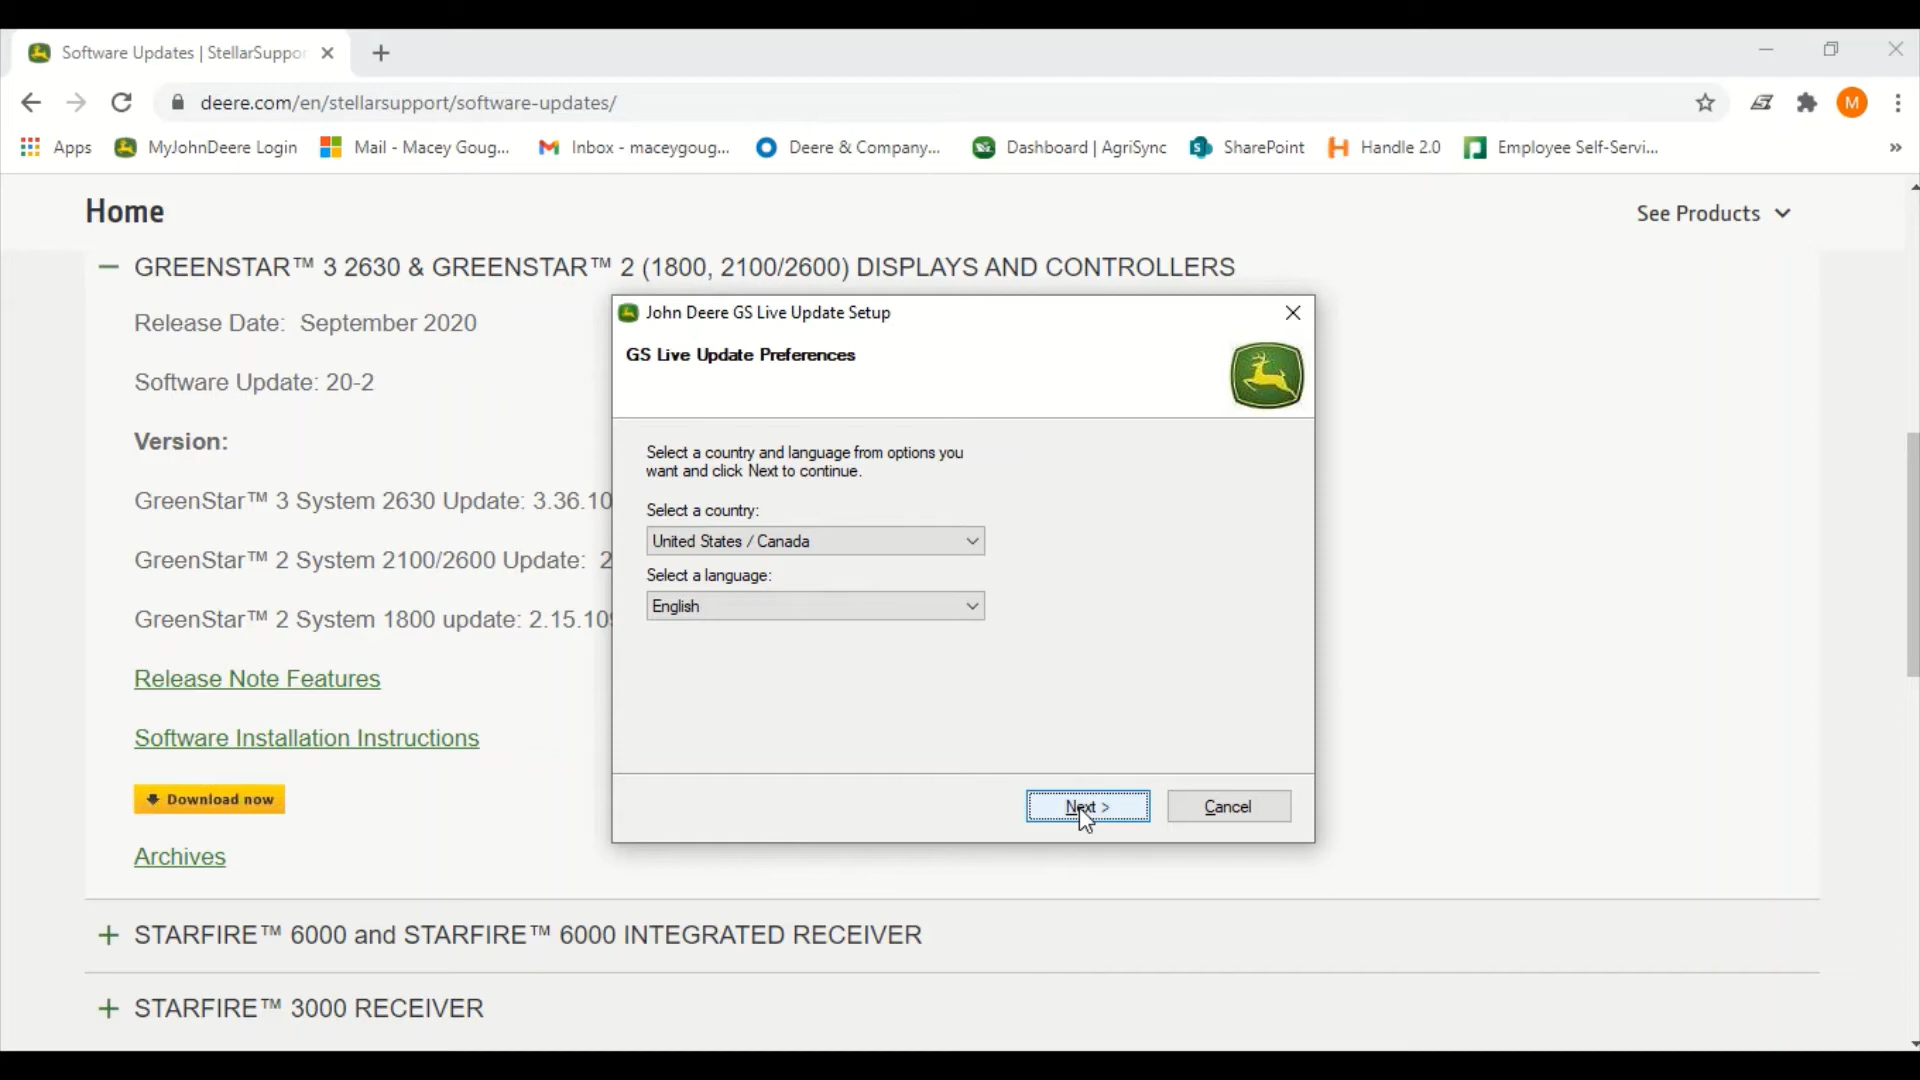 Software Updates | StellarSuppor
deere.com/en/stellarsupport/software-updates/
M
Apps MyJohnDeere Login Mail - Macey Goug... Inbox - maceygoug... Deere & Company... Dashboard | AgriSync SharePoint Handle 2.0 Employee Self-Servi... »
Home
See Products
GREENSTAR™ 3 2630 & GREENSTAR™ 2 (1800, 2100/2600) DISPLAYS AND CONTROLLERS
Release Date: September 2020
Software Update: 20-2
Version:
GreenStar™ 3 System 2630 Update: 3.36.10
GreenStar™ 2 System 2100/2600 Update: 2
GreenStar™ 2 System 1800 update: 2.15.109
Release Note Features
Software Installation Instructions
Download now
Archives
STARFIRE™ 6000 and STARFIRE™ 6000 INTEGRATED RECEIVER
STARFIRE™ 3000 RECEIVER
John Deere GS Live Update Setup
GS Live Update Preferences
Select a country and language from options you
want and click Next to continue.
Select a country:
United States / Canada
Select a language:
English
Next >
Cancel